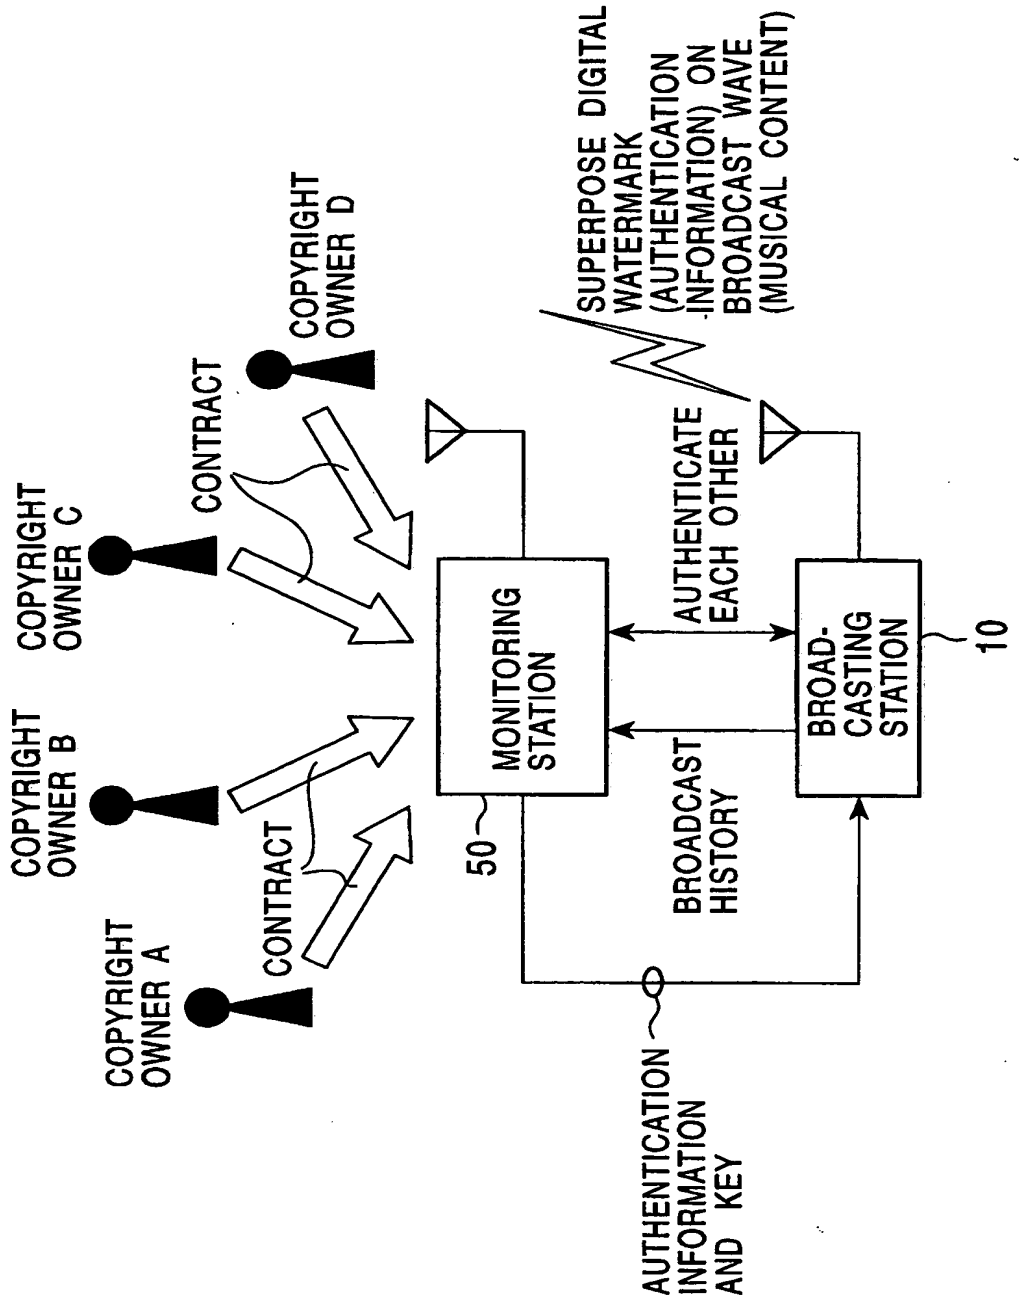 COPYRIGHT
OWNER A
COPYRIGHT
OWNER B
COPYRIGHT
OWNER C
COPYRIGHT
OWNER D
CONTRACT
CONTRACT
50
MONITORING
STATION
AUTHENTICATION
INFORMATION
AND KEY
BROADCAST
HISTORY
AUTHENTICATE
EACH OTHER
BROAD-
CASTING
STATION
10
SUPERPOSE DIGITAL
WATERMARK
(AUTHENTICATION
INFORMATION) ON
BROADCAST WAVE
(MUSICAL CONTENT)